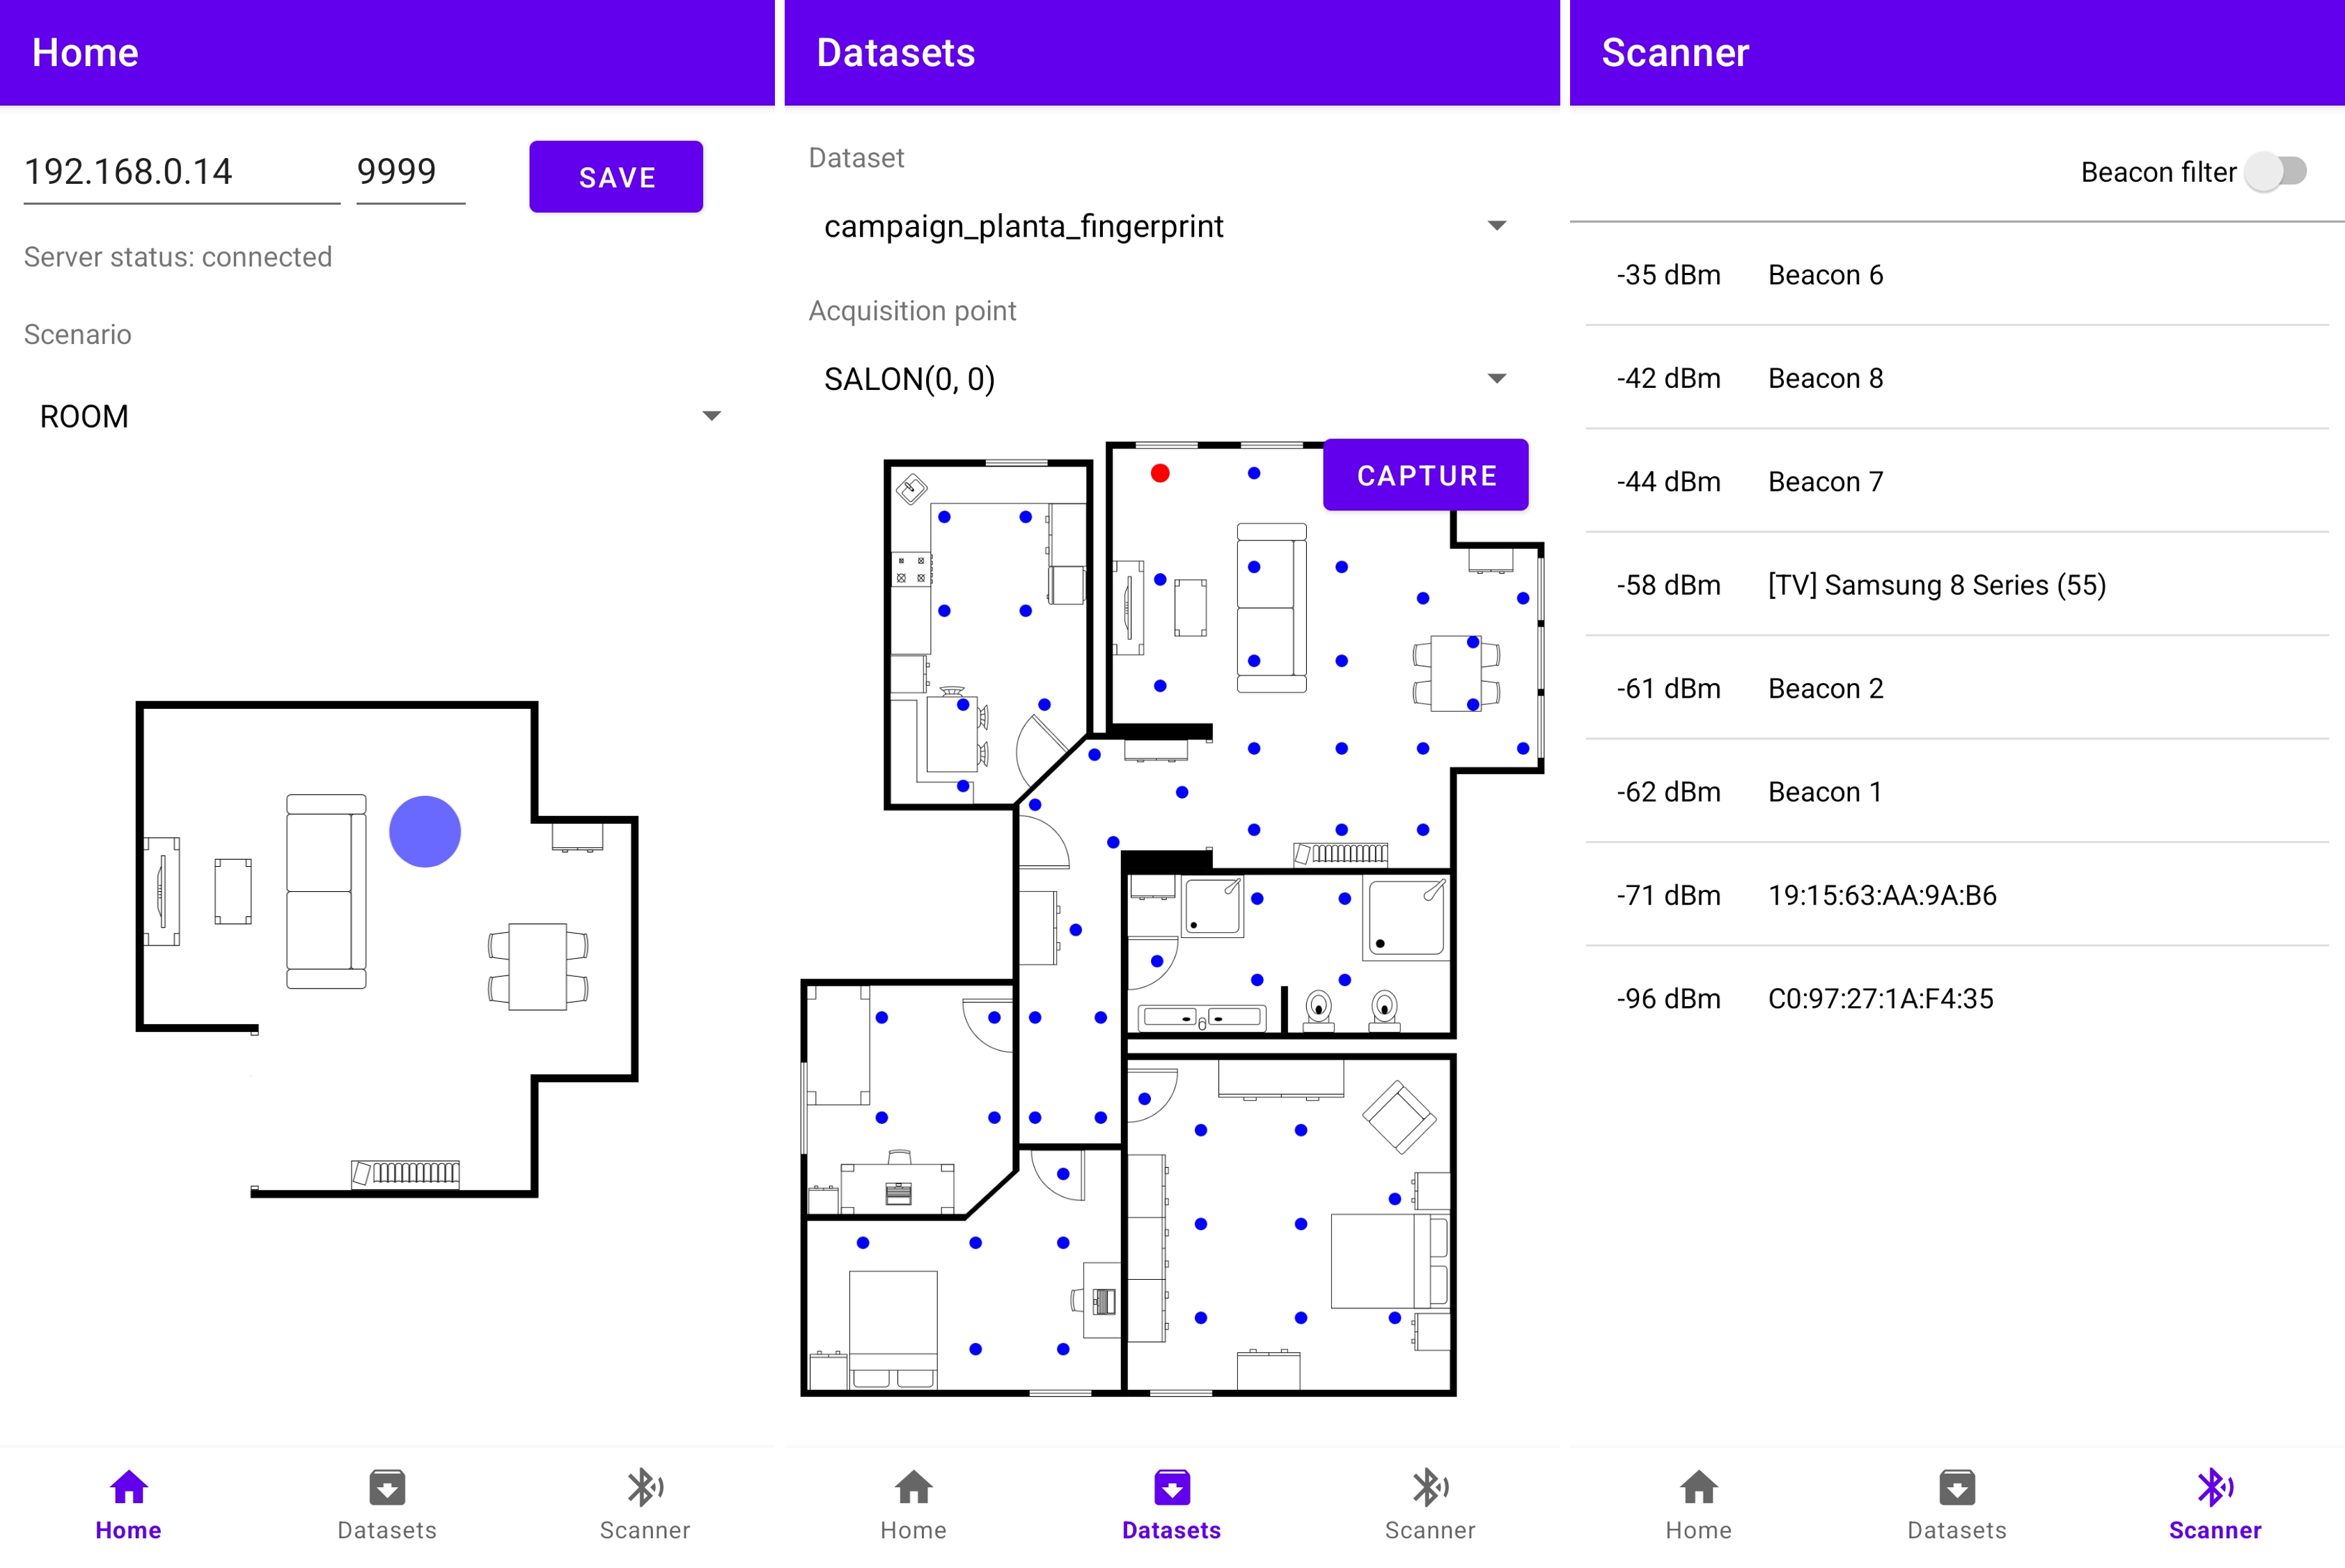 Home
192.168.0.14 9999 SAVE
Server status: connected
Scenario
ROOM
Home Datasets Scanner
Datasets
Dataset
campaign_planta_fingerprint
Acquisition point
SALON(0, 0)
CAPTURE
Home Datasets Scanner
Scanner
Beacon filter
-35 dBm Beacon 6
-42 dBm Beacon 8
-44 dBm Beacon 7
-58 dBm [TV] Samsung 8 Series (55)
-61 dBm Beacon 2
-62 dBm Beacon 1
-71 dBm 19:15:63:AA:9A:B6
-96 dBm C0:97:27:1A:F4:35
Home Datasets Scanner